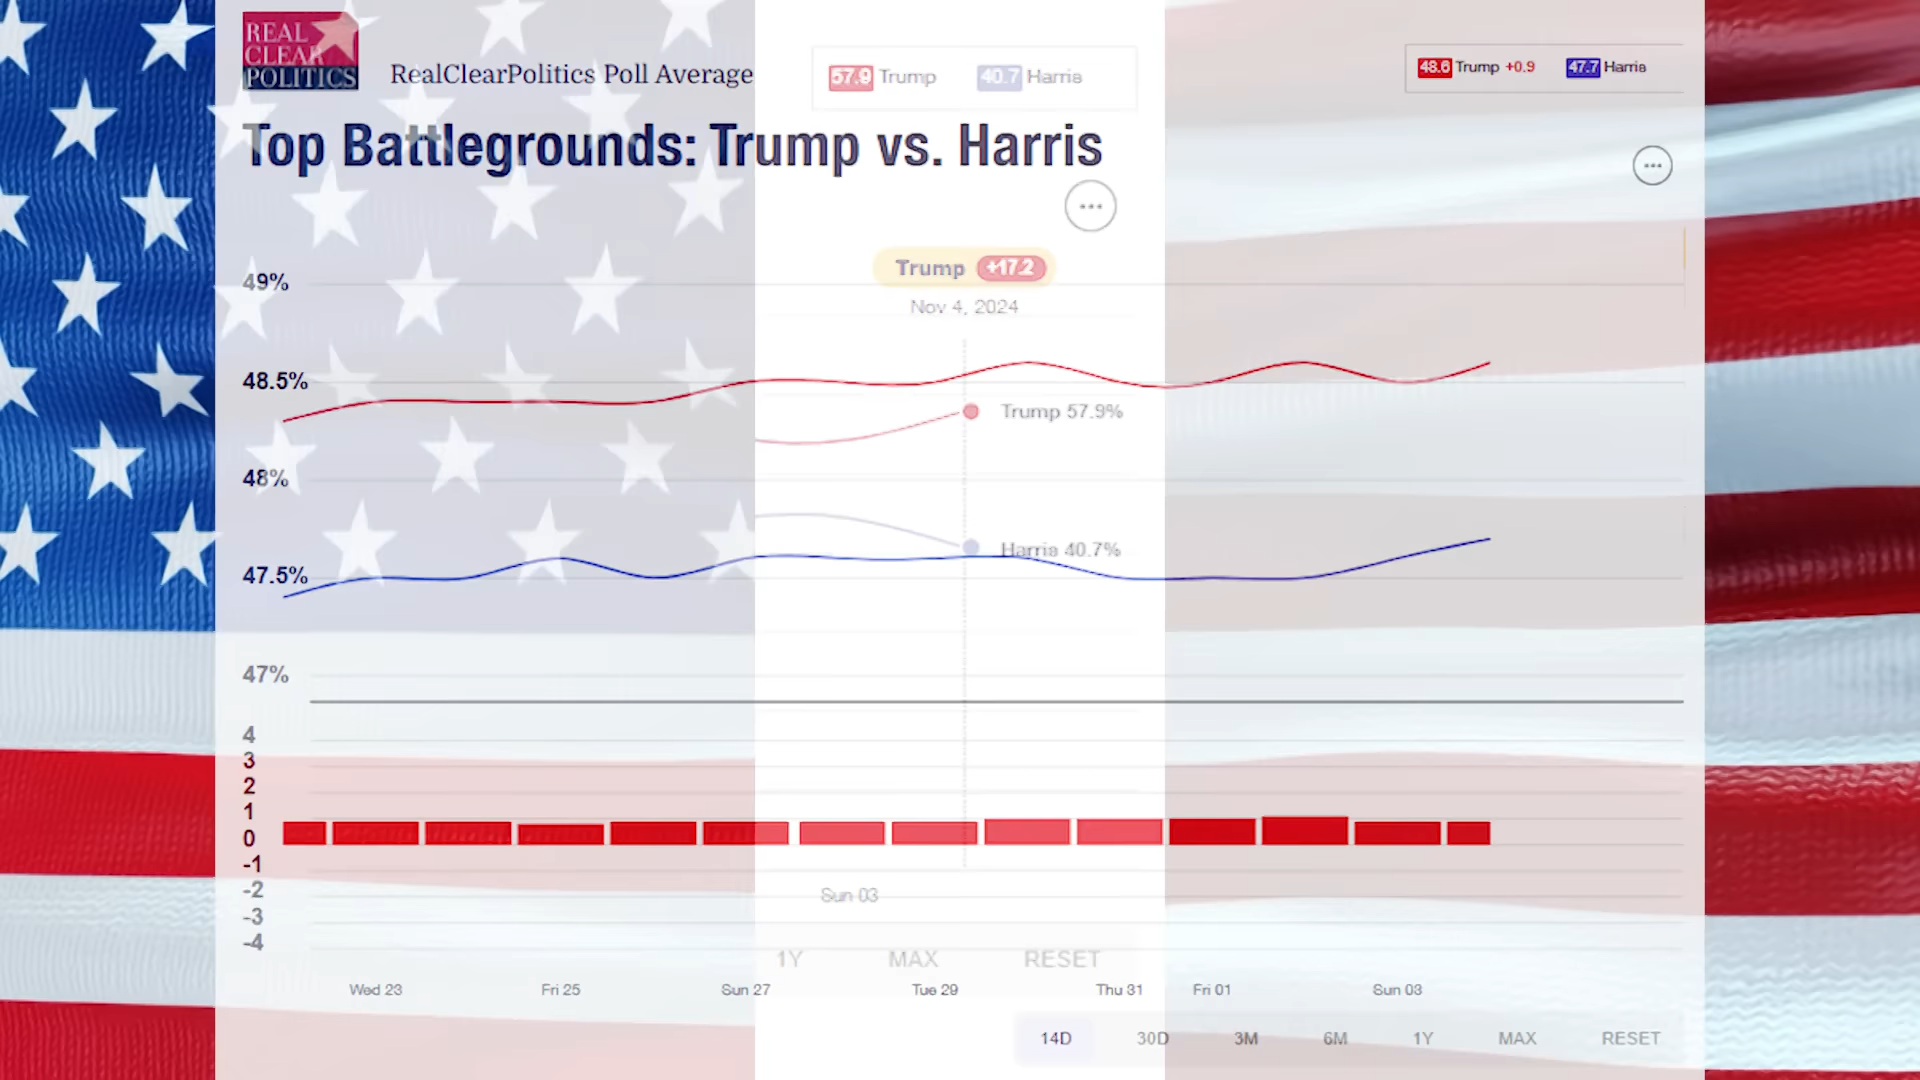 REAL
CLEAR
POLITICS
RealClearPolitics Poll Average
57.9 Trump 40.7 Harris
48.6 Trump +0.9 47.7 Harris
Top Battlegrounds: Trump vs. Harris
Trump +17.2
Nov 4, 2024
49%
48.5%
Trump 57.9%
48%
Harris 40.7%
47.5%
47%
4
3
2
1
0
-1
-2
-3
-4
Sun 03
1Y MAX RESET
Wed 23 Fri 25 Sun 27 Tue 29 Thu 31 Fri 01 Sun 03
14D 30D 3M 6M 1Y MAX RESET